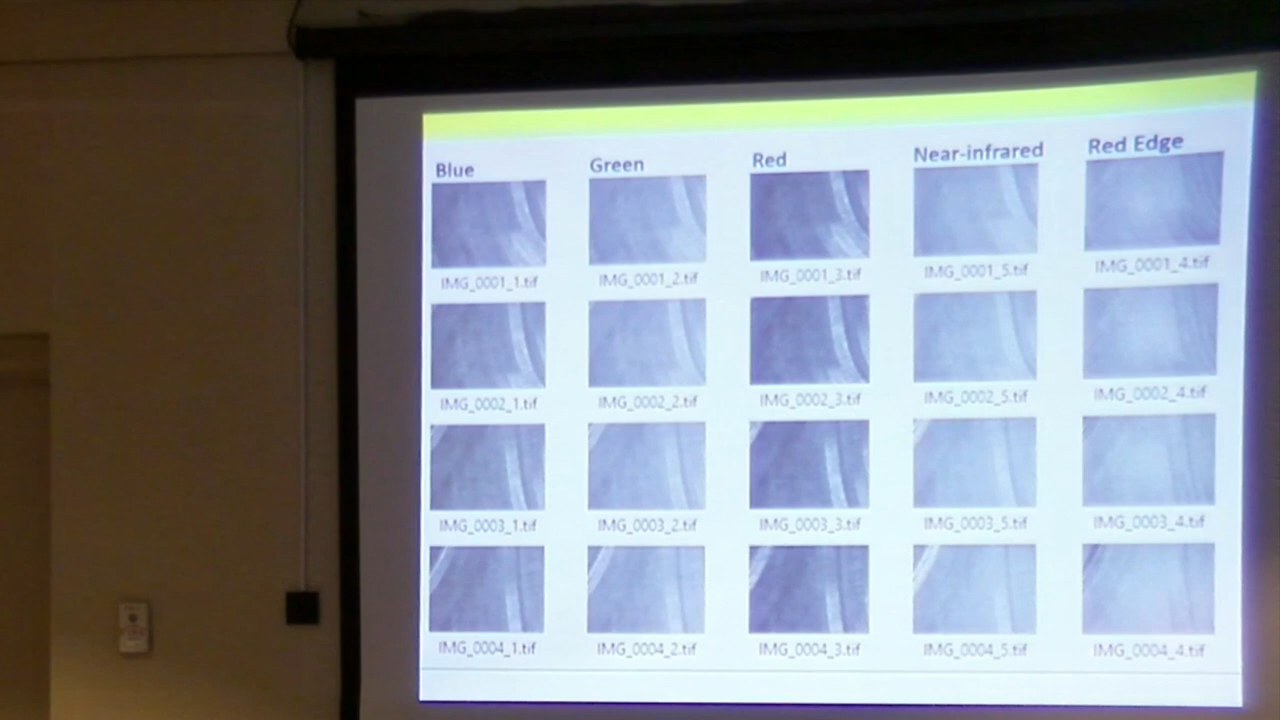 Blue Green Red Near-infrared Red Edge
IMG_0001_1.tif IMG_0001_2.tif IMG_0001_3.tif IMG_0001_5.tif IMG_0001_4.tif
IMG_0002_1.tif IMG_0002_2.tif IMG_0002_3.tif IMG_0002_5.tif IMG_0002_4.tif
IMG_0003_1.tif IMG_0003_2.tif IMG_0003_3.tif IMG_0003_5.tif IMG_0003_4.tif
IMG_0004_1.tif IMG_0004_2.tif IMG_0004_3.tif IMG_0004_5.tif IMG_0004_4.tif